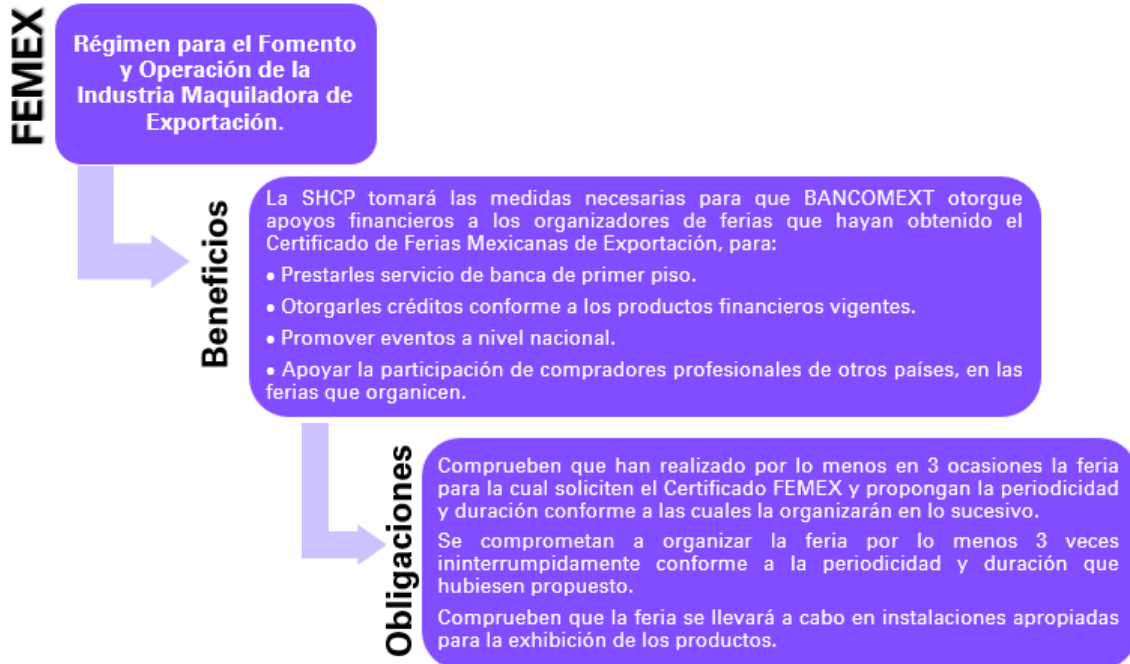 FEMEX
Régimen para el Fomento
y Operación de la
Industria Maquiladora de
Exportación.
Beneficios
La SHCP tomará las medidas necesarias para que BANCOMEXT otorgue
apoyos financieros a los organizadores de ferias que hayan obtenido el
Certificado de Ferias Mexicanas de Exportación, para:
• Prestarles servicio de banca de primer piso.
• Otorgarles créditos conforme a los productos financieros vigentes.
• Promover eventos a nivel nacional.
• Apoyar la participación de compradores profesionales de otros países, en las
ferias que organicen.
Obligaciones
Comprueben que han realizado por lo menos en 3 ocasiones la feria
para la cual soliciten el Certificado FEMEX y propongan la periodicidad
y duración conforme a las cuales la organizarán en lo sucesivo.
Se comprometan a organizar la feria por lo menos 3 veces
ininterrumpidamente conforme a la periodicidad y duración que
hubiesen propuesto.
Comprueben que la feria se llevará a cabo en instalaciones apropiadas
para la exhibición de los productos.